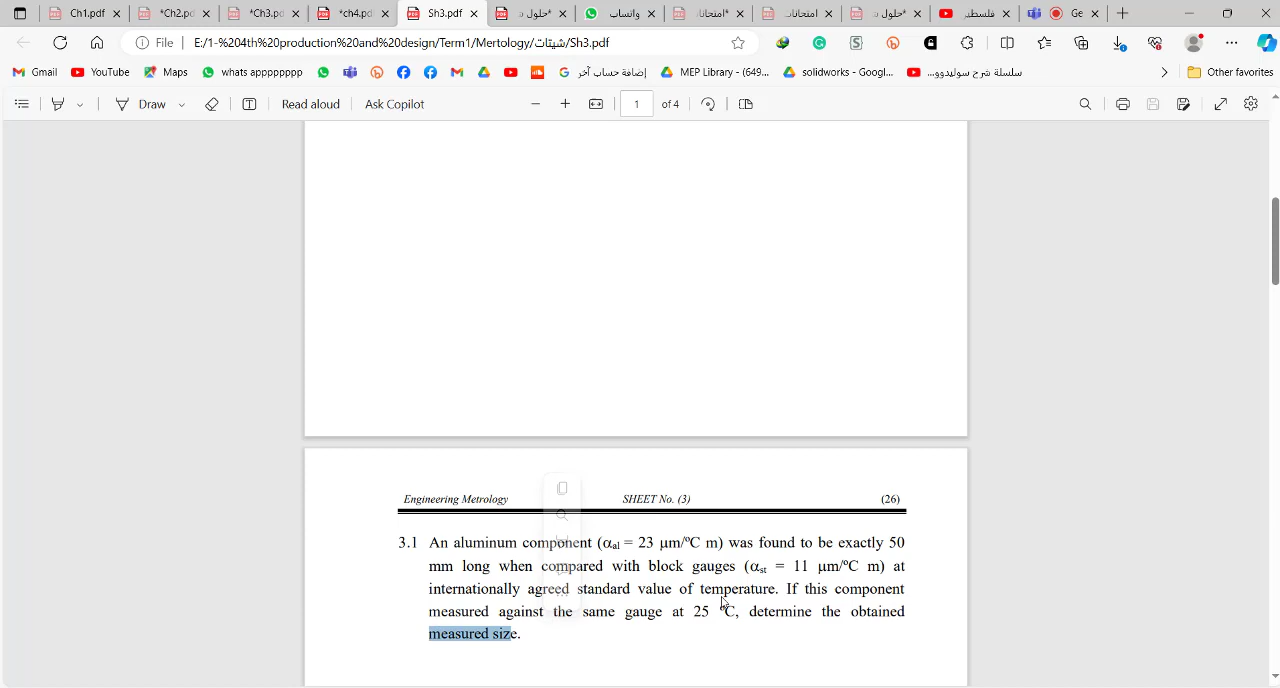 Ch1.pdf
*Ch2.pd
*Ch3.p
*ch4.pd
Sh3.pdf
حلول*
واتساب
امتحانا*
امتحانات
حلول*
فلسطين
Ge
File
E:/1-%204th%20production%20and%20design/Term1/Mertology/شيتات/Sh3.pdf
Gmail
YouTube
Maps
whats apppppppp
إضافة حساب آخر
MEP Library - (649...
solidworks - Googl...
سلسلة شرح سوليدوو...
Other favorites
Draw
Read aloud
Ask Copilot
1
of 4
Engineering Metrology
SHEET No. (3)
(26)
3.1 An aluminum component (αal = 23 μm/ºC m) was found to be exactly 50
mm long when compared with block gauges (αst = 11 μm/ºC m) at
internationally agreed standard value of temperature. If this component
measured against the same gauge at 25 ºC, determine the obtained
measured size.